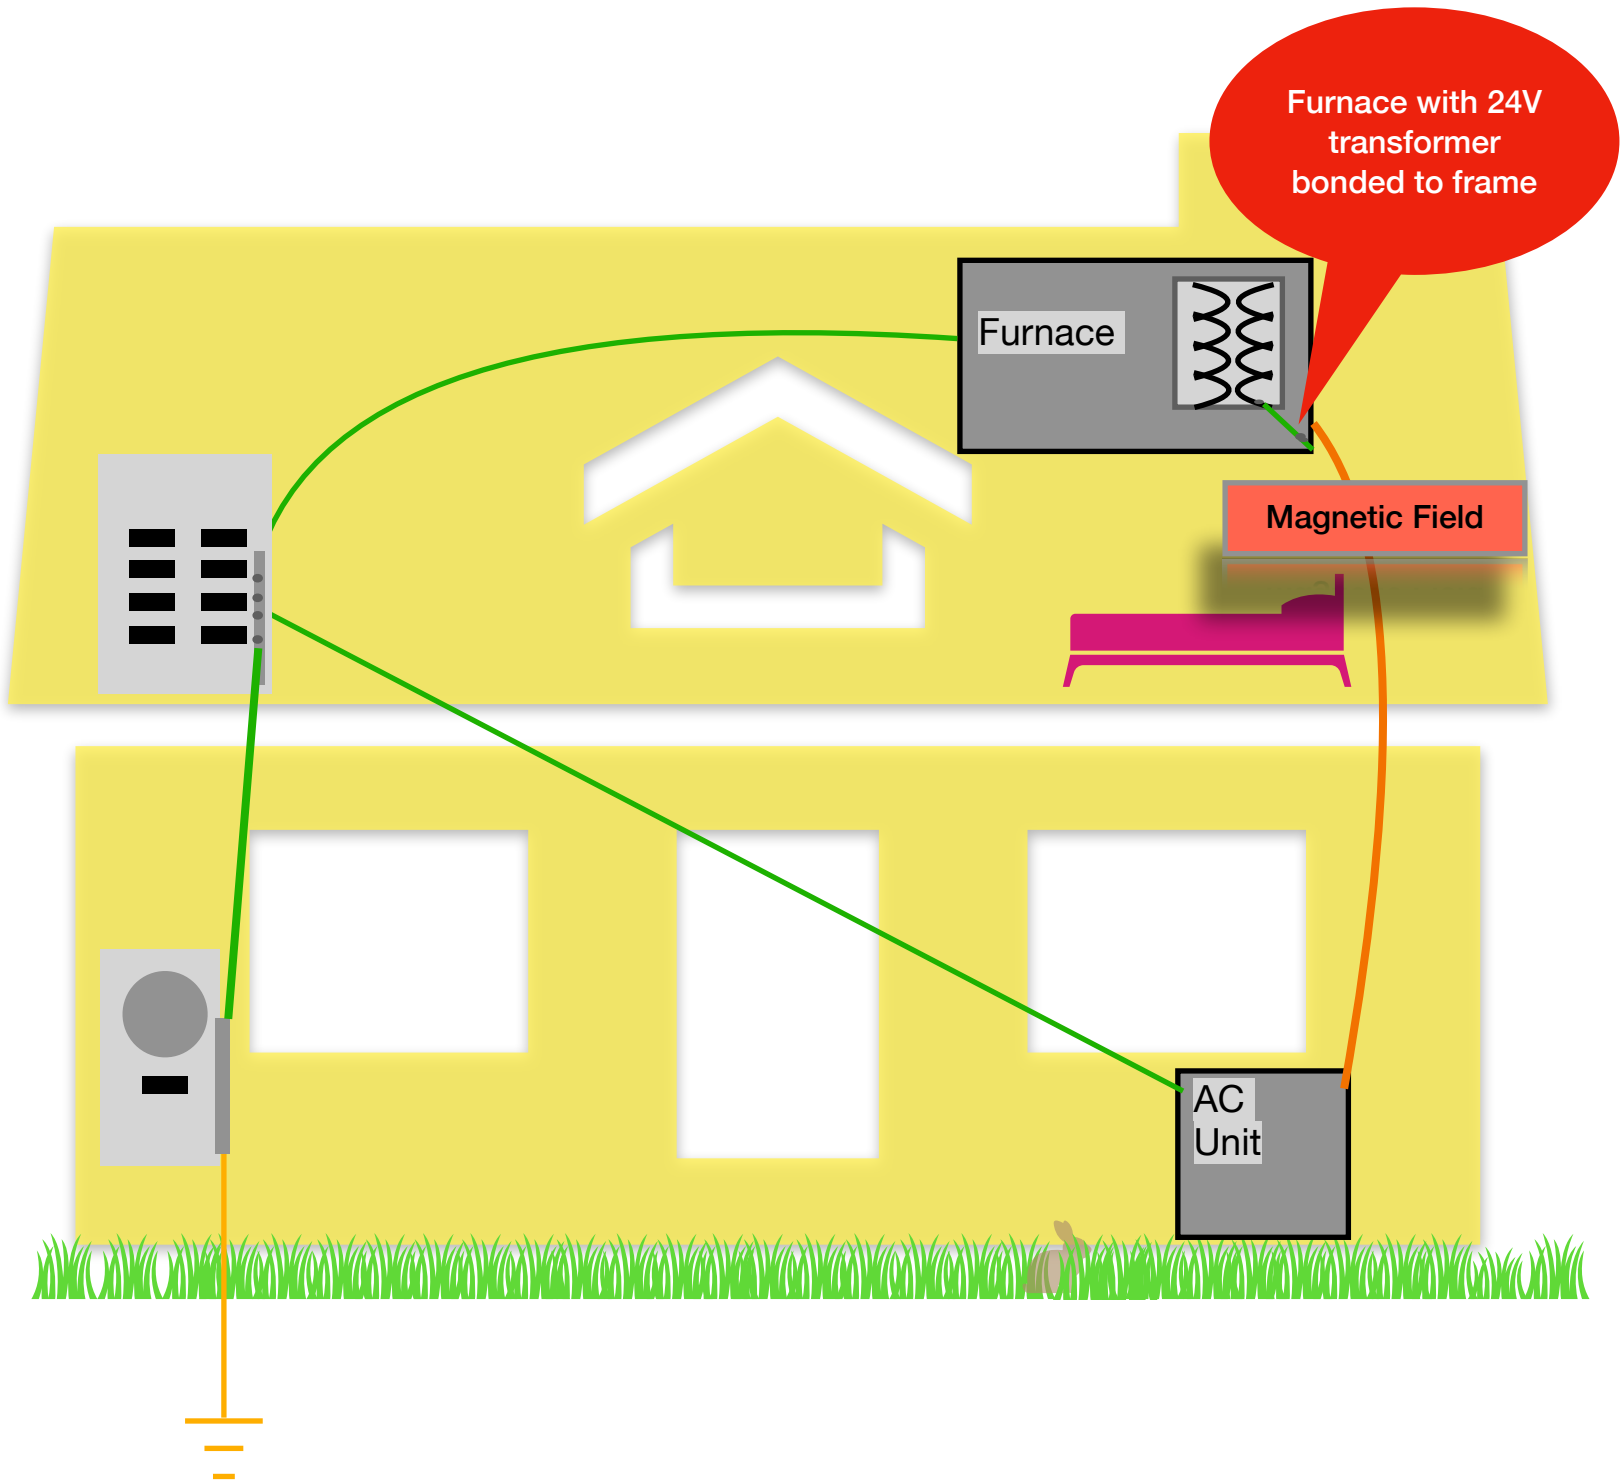 Furnace with 24V
transformer
bonded to frame
Furnace
Magnetic Field
AC
Unit